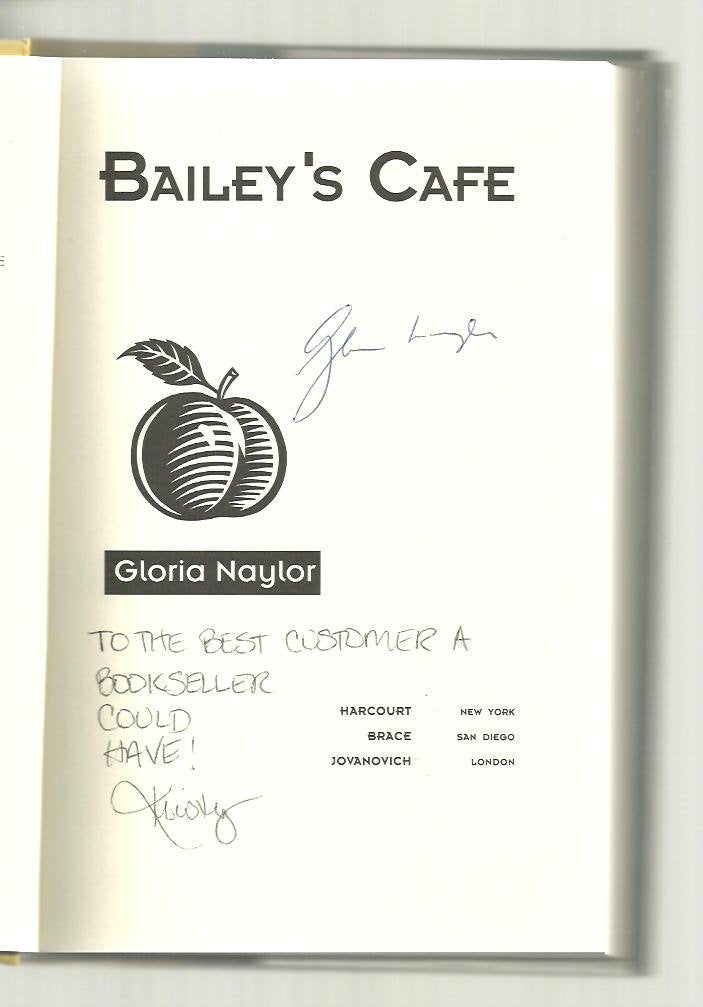 BAILEY'S CAFE
Gloria Naylor
TO THE BEST CUSTOMER A
BOOKSELLER
COULD
HAVE!
Kristy
HARCOURT NEW YORK
BRACE SAN DIEGO
JOVANOVICH LONDON